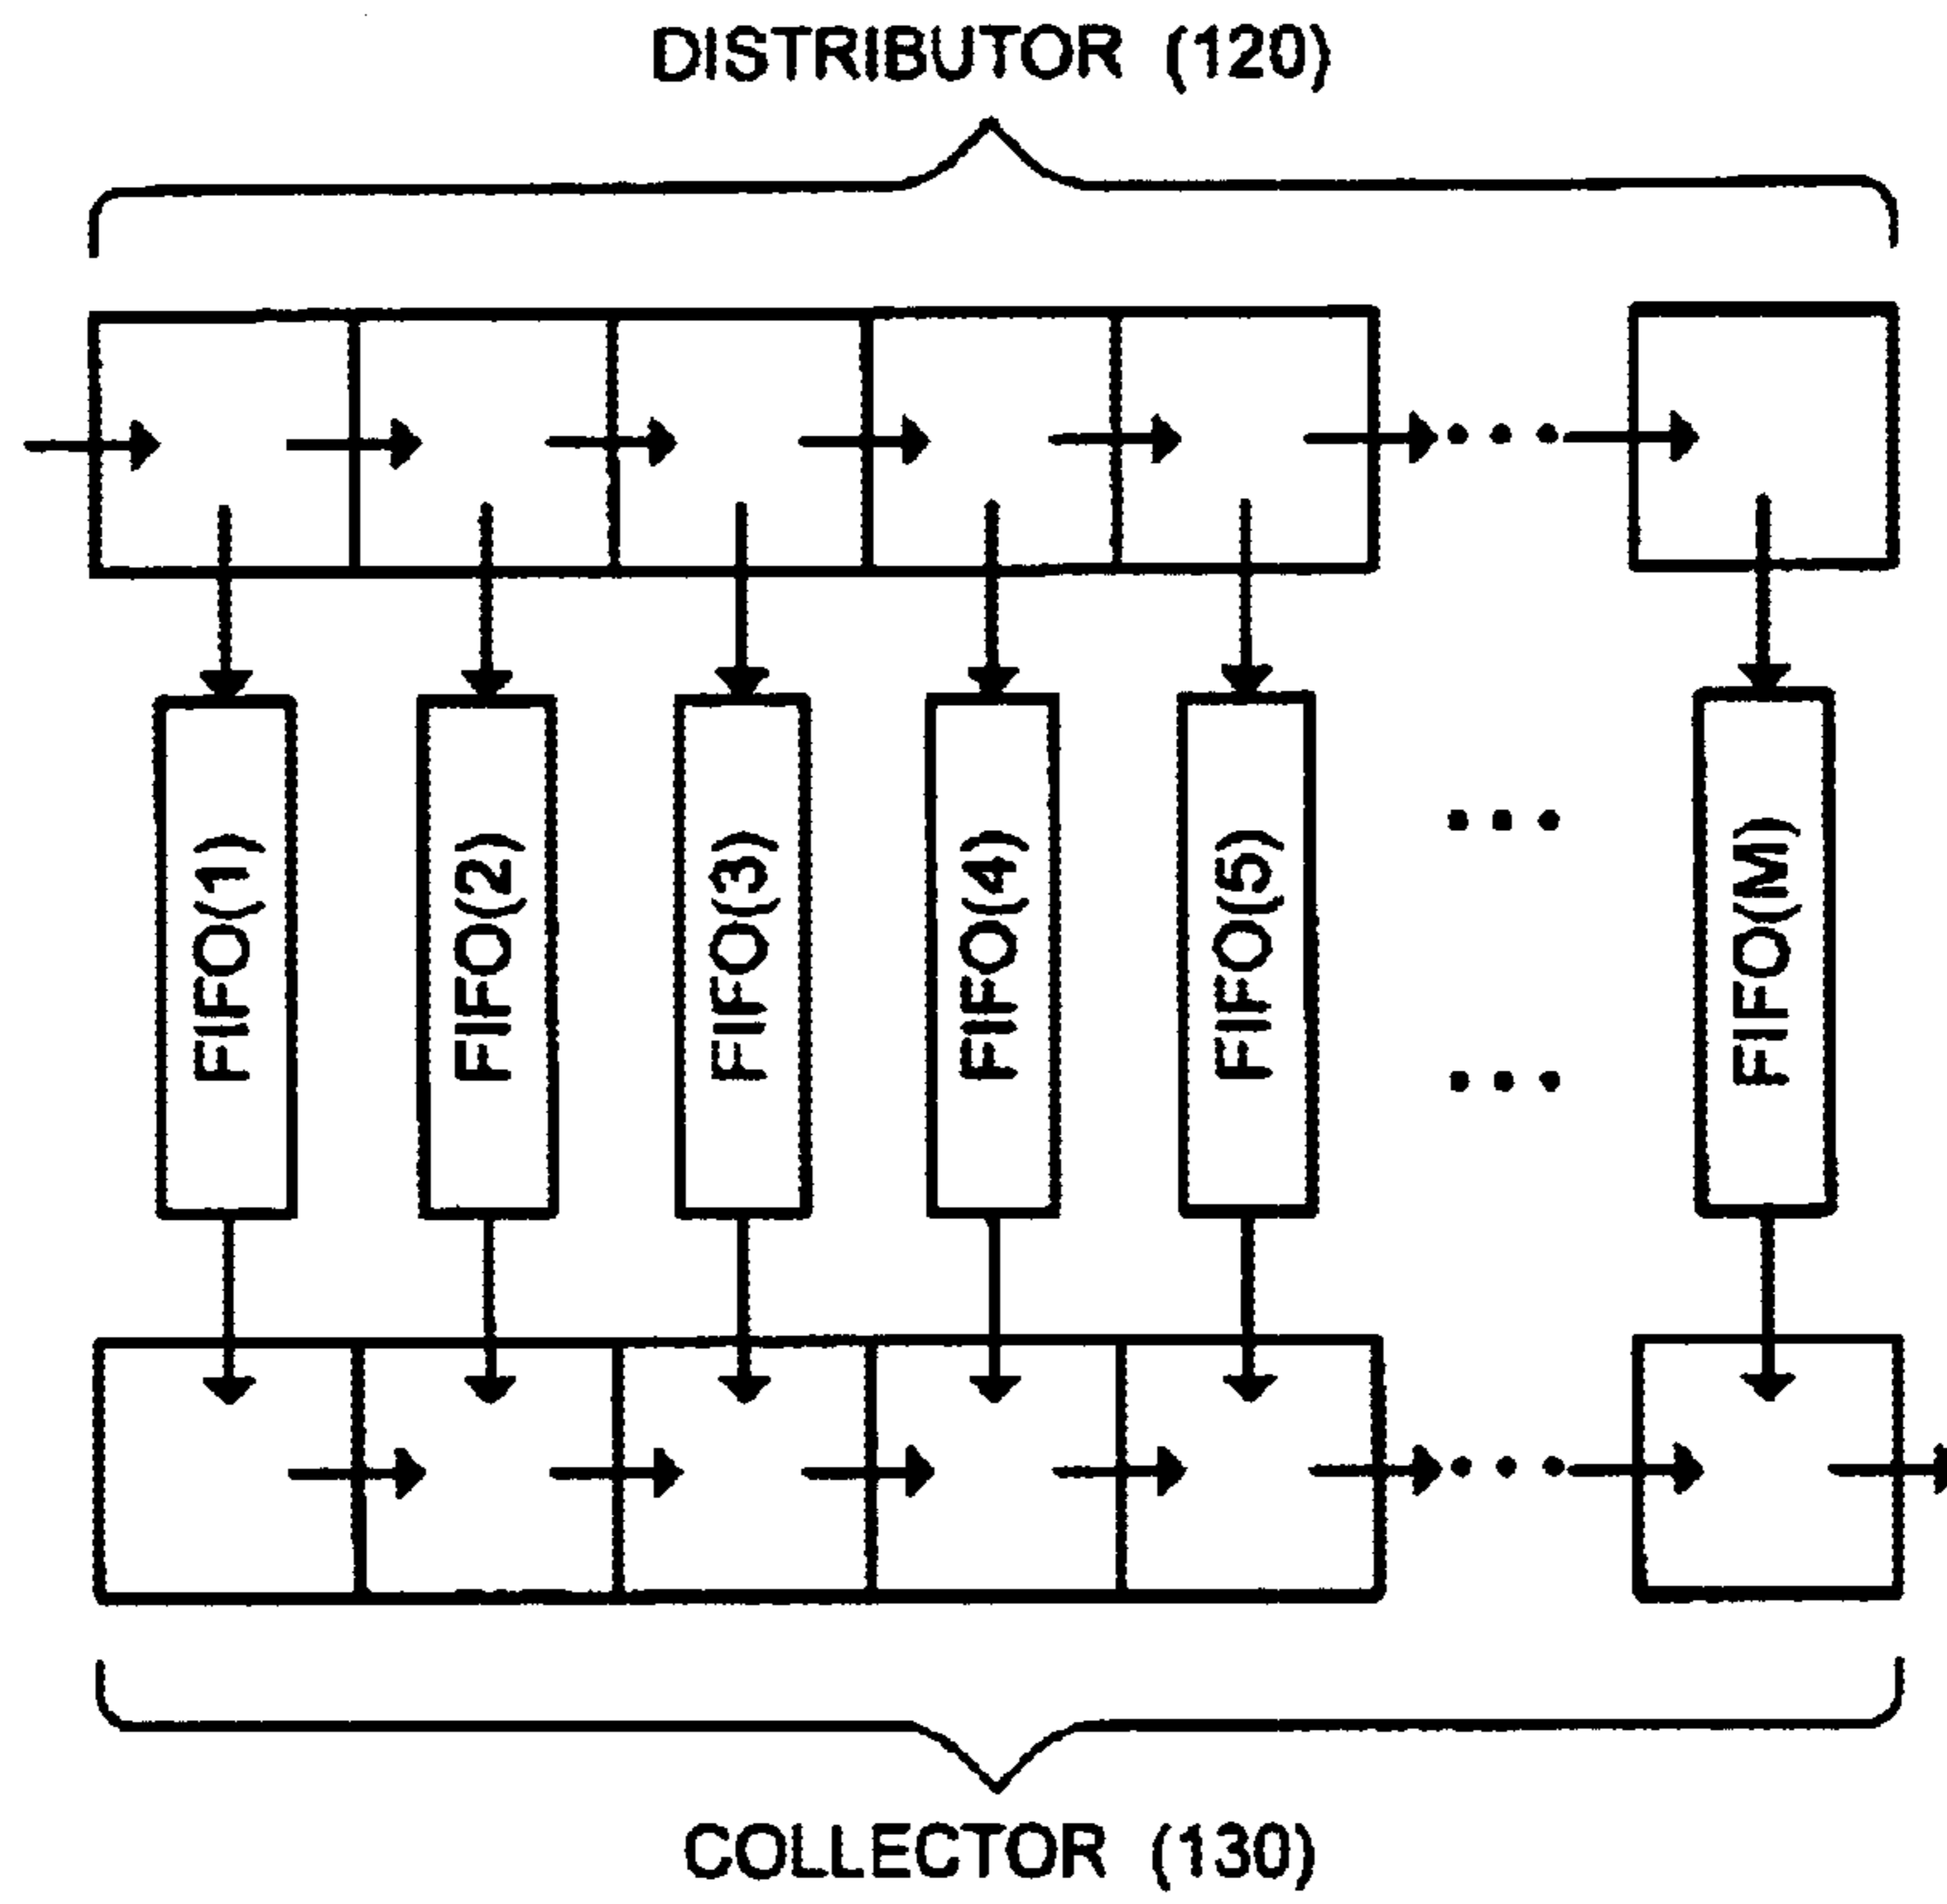 DISTRIBUTOR (120)
FIFO(1)
FIFO(2)
FIFO(3)
FIFO(4)
FIFO(5)
FIFO(M)
COLLECTOR (130)